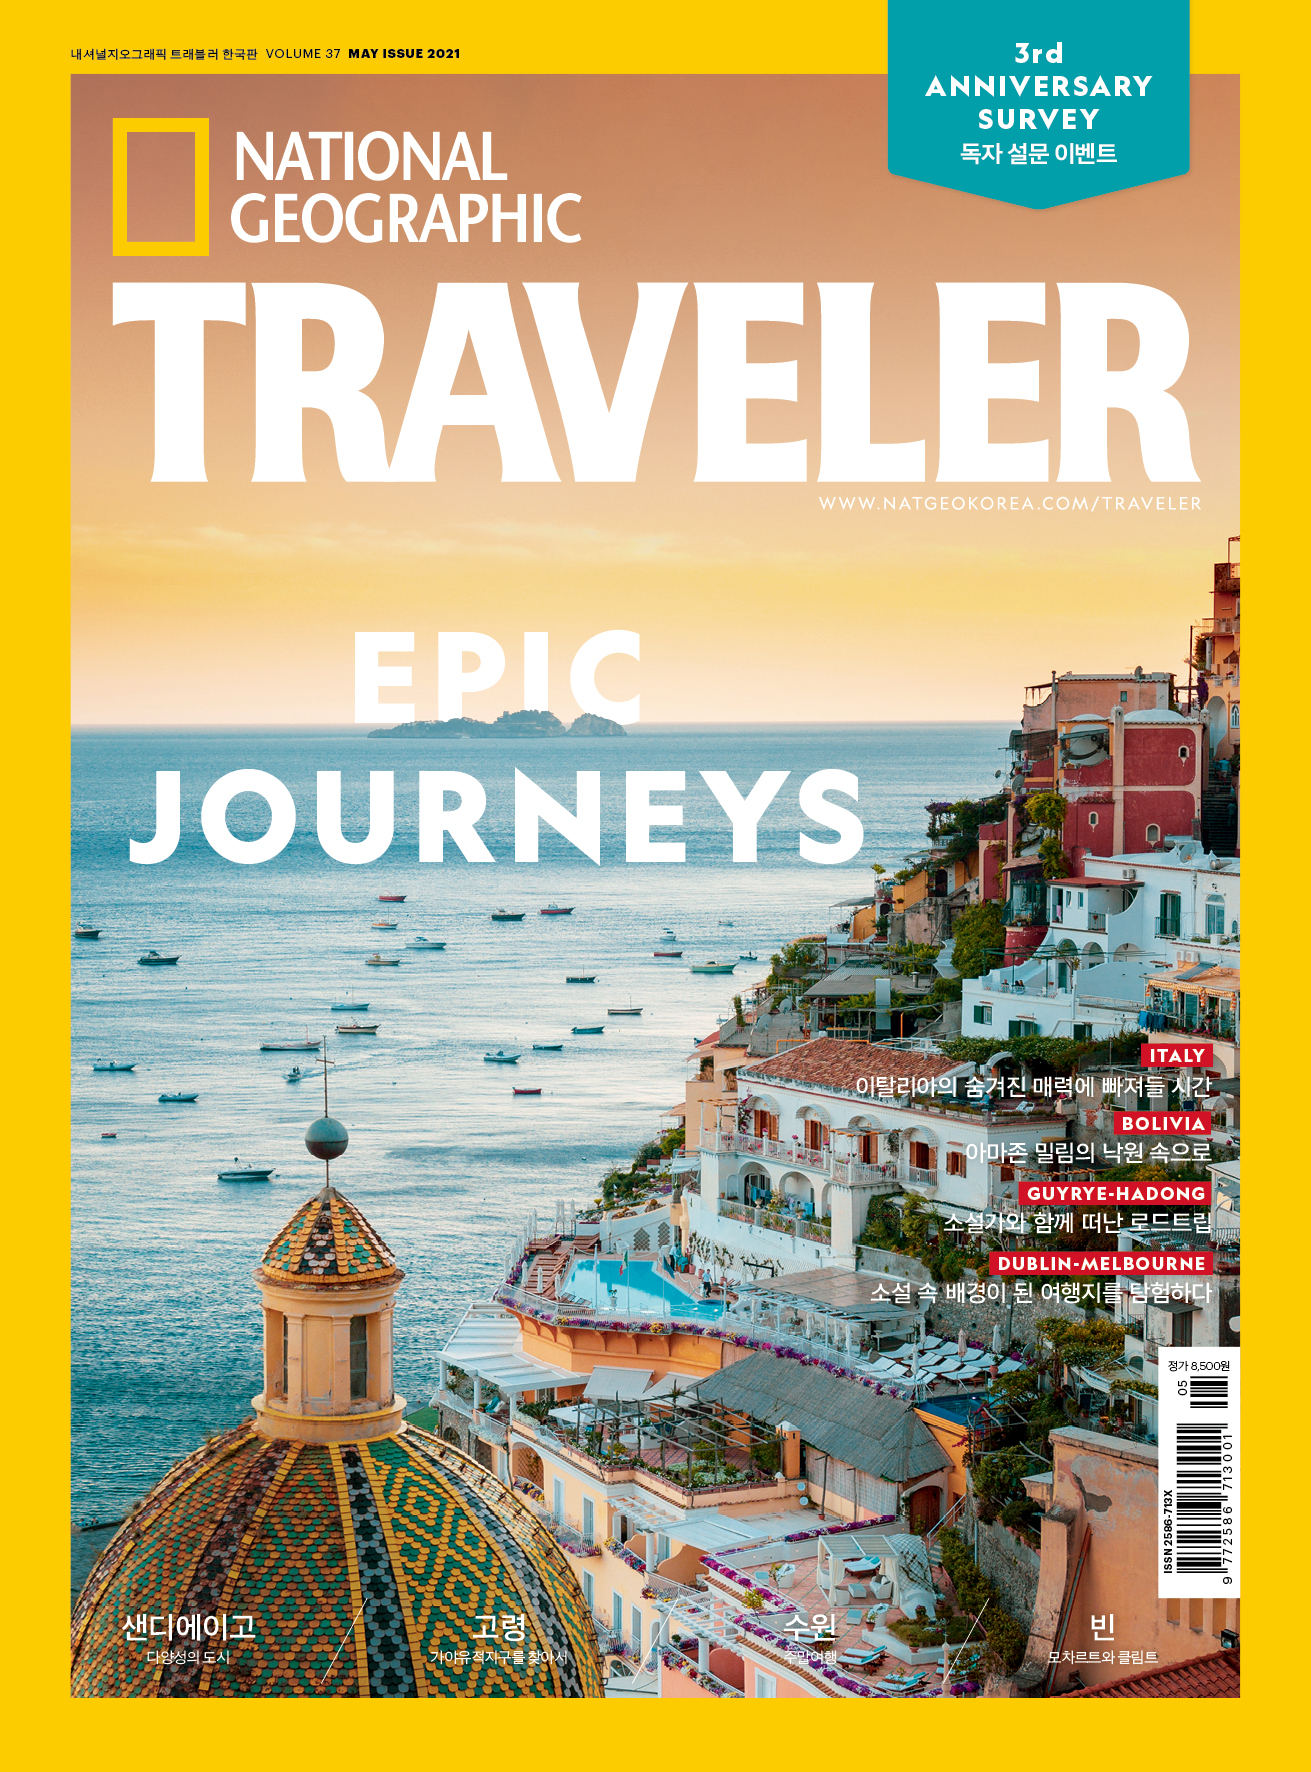 내셔널지오그래픽 트래블러 한국판 VOLUME 37 MAY ISSUE 2021
3rd
ANNIVERSARY
SURVEY
독자 설문 이벤트
NATIONAL
GEOGRAPHIC
TRAVELER
WWW.NATGEOKOREA.COM/TRAVELER
EPIC
JOURNEYS
ITALY
이탈리아의 숨겨진 매력에 빠져들 시간
BOLIVIA
아마존 밀림의 낙원 속으로
GUYRYE-HADONG
소설가와 함께 떠난 로드트립
DUBLIN-MELBOURNE
소설 속 배경이 된 여행지를 탐험하다
정가 8,500원
05
ISSN 2586-713X
9 772586 713001
샌디에이고
다양성의 도시
고령
가야유적지구를 찾아서
수원
주말여행
빈
모차르트와 클림트